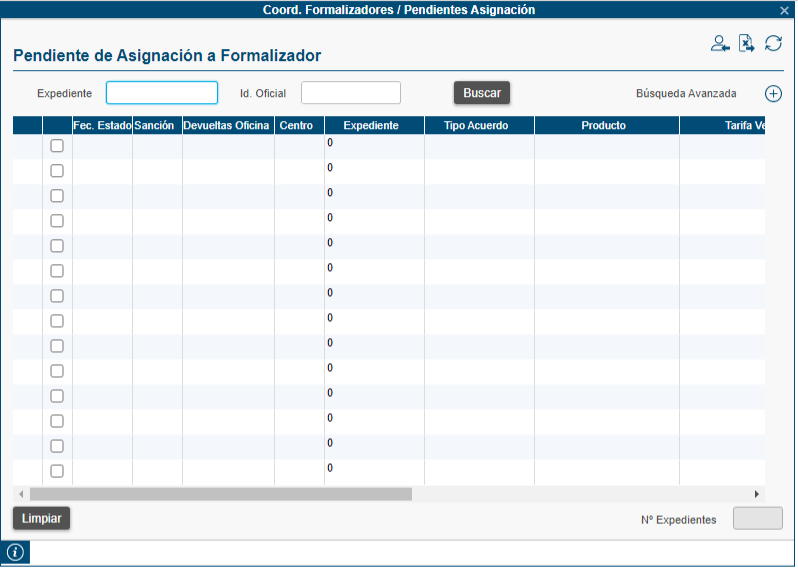 Coord. Formalizadores / Pendientes Asignación
Pendiente de Asignación a Formalizador
Expediente Id. Oficial Buscar Búsqueda Avanzada
Fec. Estado Sanción Devueltas Oficina Centro Expediente Tipo Acuerdo Producto Tarifa Ve
0
0
0
0
0
0
0
0
0
0
0
0
0
0
Limpiar Nº Expedientes